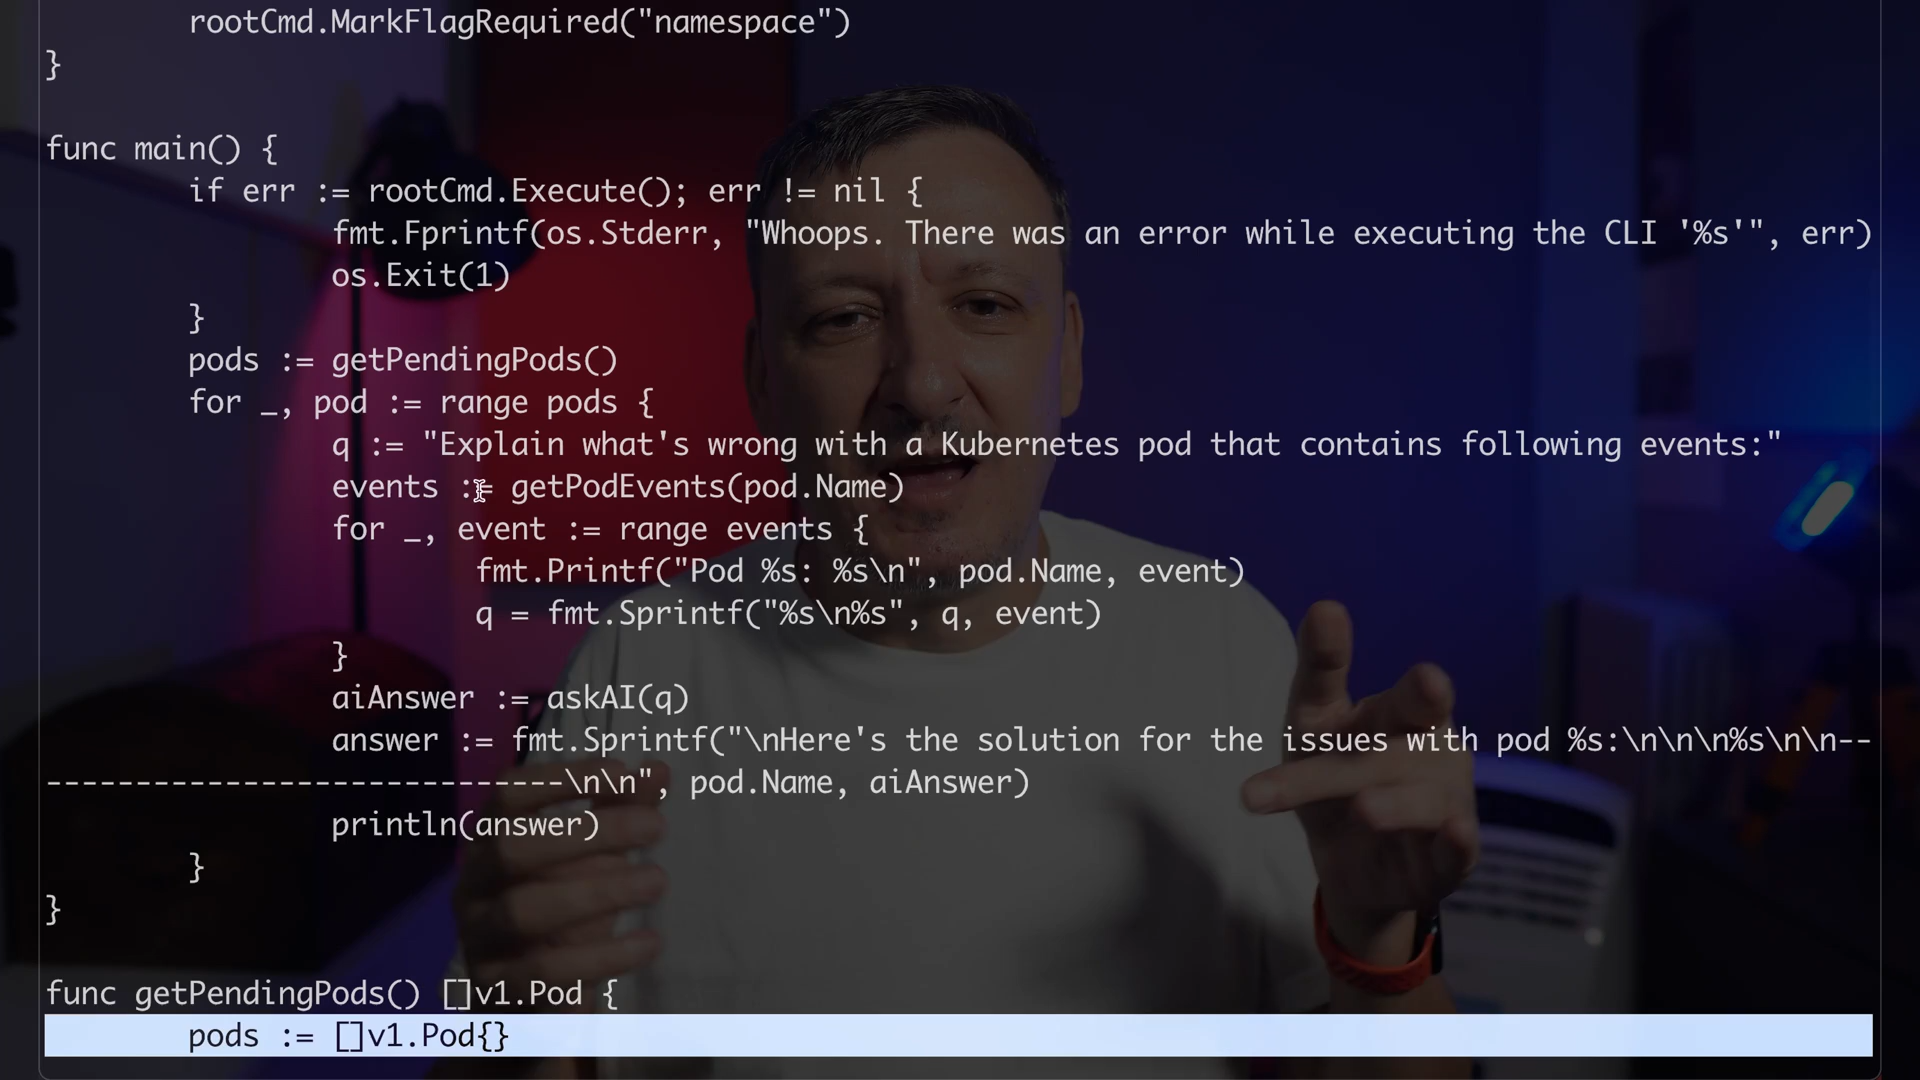 rootCmd.MarkFlagRequired("namespace")
}
func main() {
if err := rootCmd.Execute(); err != nil {
fmt.Fprintf(os.Stderr, "Whoops. There was an error while executing the CLI '%s'", err)
os.Exit(1)
}
pods := getPendingPods()
for _, pod := range pods {
q := "Explain what's wrong with a Kubernetes pod that contains following events:"
events := getPodEvents(pod.Name)
for _, event := range events {
fmt.Printf("Pod %s: %s\n", pod.Name, event)
q = fmt.Sprintf("%s\n%s", q, event)
}
aiAnswer := askAI(q)
answer := fmt.Sprintf("\nHere's the solution for the issues with pod %s:\n\n\n%s\n\n--
-----------------------------\n\n", pod.Name, aiAnswer)
println(answer)
}
}
func getPendingPods() []v1.Pod {
pods := []v1.Pod{}